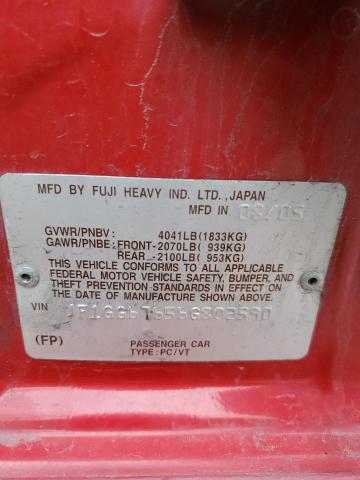 MFD BY FUJI HEAVY IND. LTD., JAPAN
MFD IN 08/05
GVWR/PNBV: 4041LB(1833KG)
GAWR/PNBE: FRONT-2070LB( 939KG)
REAR -2100LB( 953KG)
THIS VEHICLE CONFORMS TO ALL APPLICABLE
FEDERAL MOTOR VEHICLE SAFETY, BUMPER, AND
THEFT PREVENTION STANDARDS IN EFFECT ON
THE DATE OF MANUFACTURE SHOWN ABOVE.
VIN
(FP) PASSENGER CAR
TYPE: PC/VT